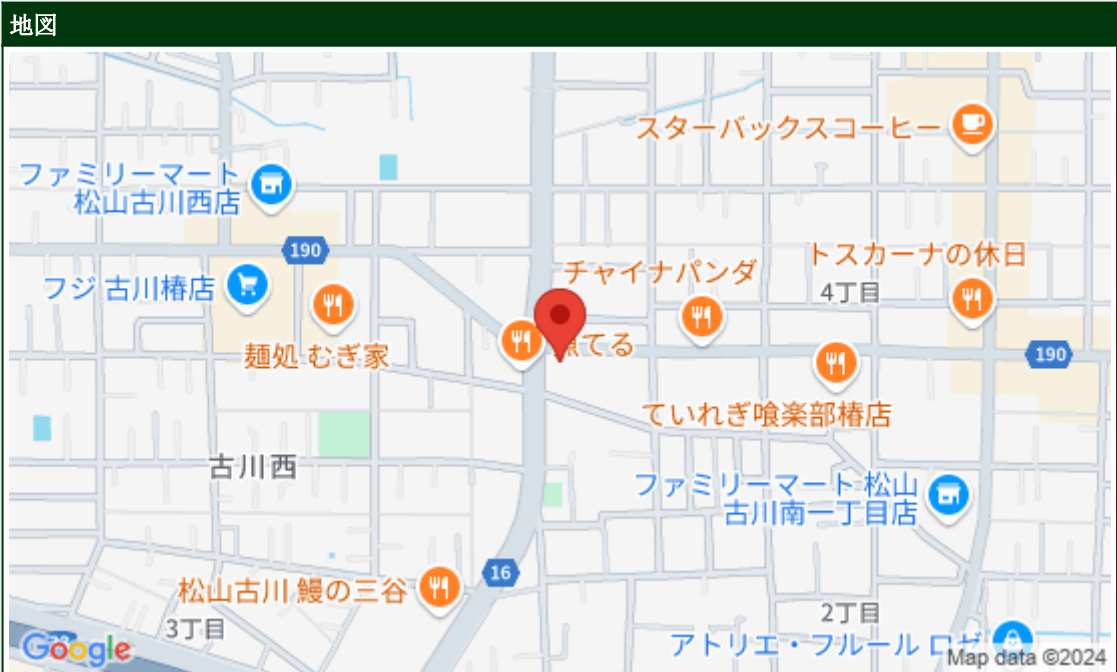 地図
スターバックスコーヒー
ファミリーマート
松山古川西店
190
トスカーナの休日
チャイナパンダ
フジ 古川椿店
4丁目
てる
麺処 むぎ家
190
ていれぎ喰楽部椿店
古川西
ファミリーマート 松山
古川南一丁目店
16
松山古川 鰻の三谷
2丁目
3丁目
アトリエ・フルール ロゼ
Google
Map data ©2024